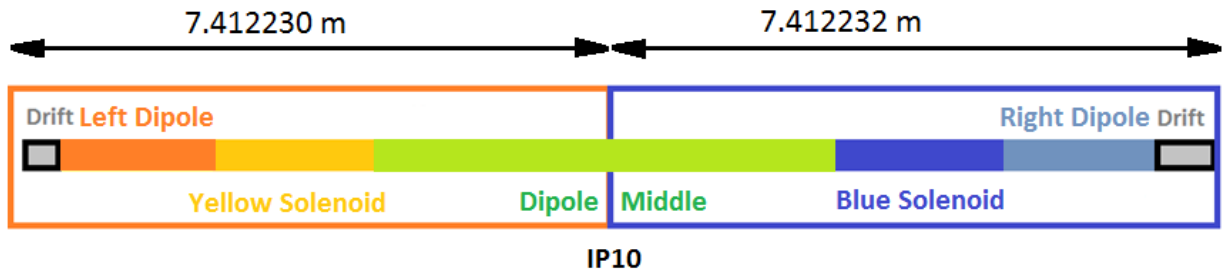 7.412230 m
7.412232 m
Drift Left Dipole
Right Dipole Drift
Yellow Solenoid
Dipole
Middle
Blue Solenoid
IP10